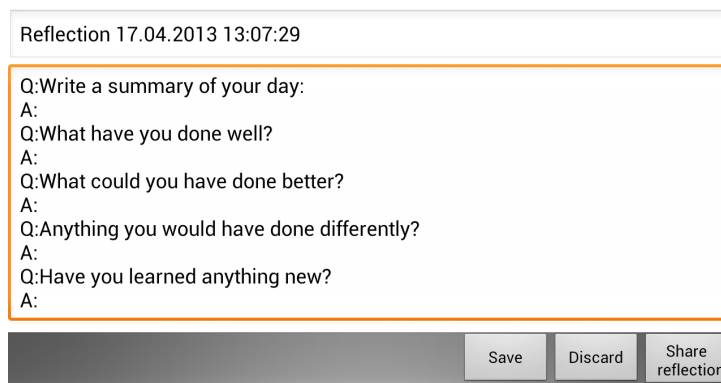 Reflection 17.04.2013 13:07:29
Q:Write a summary of your day:
A:
Q:What have you done well?
A:
Q:What could you have done better?
A:
Q:Anything you would have done differently?
A:
Q:Have you learned anything new?
A:
Save Discard Share
reflection